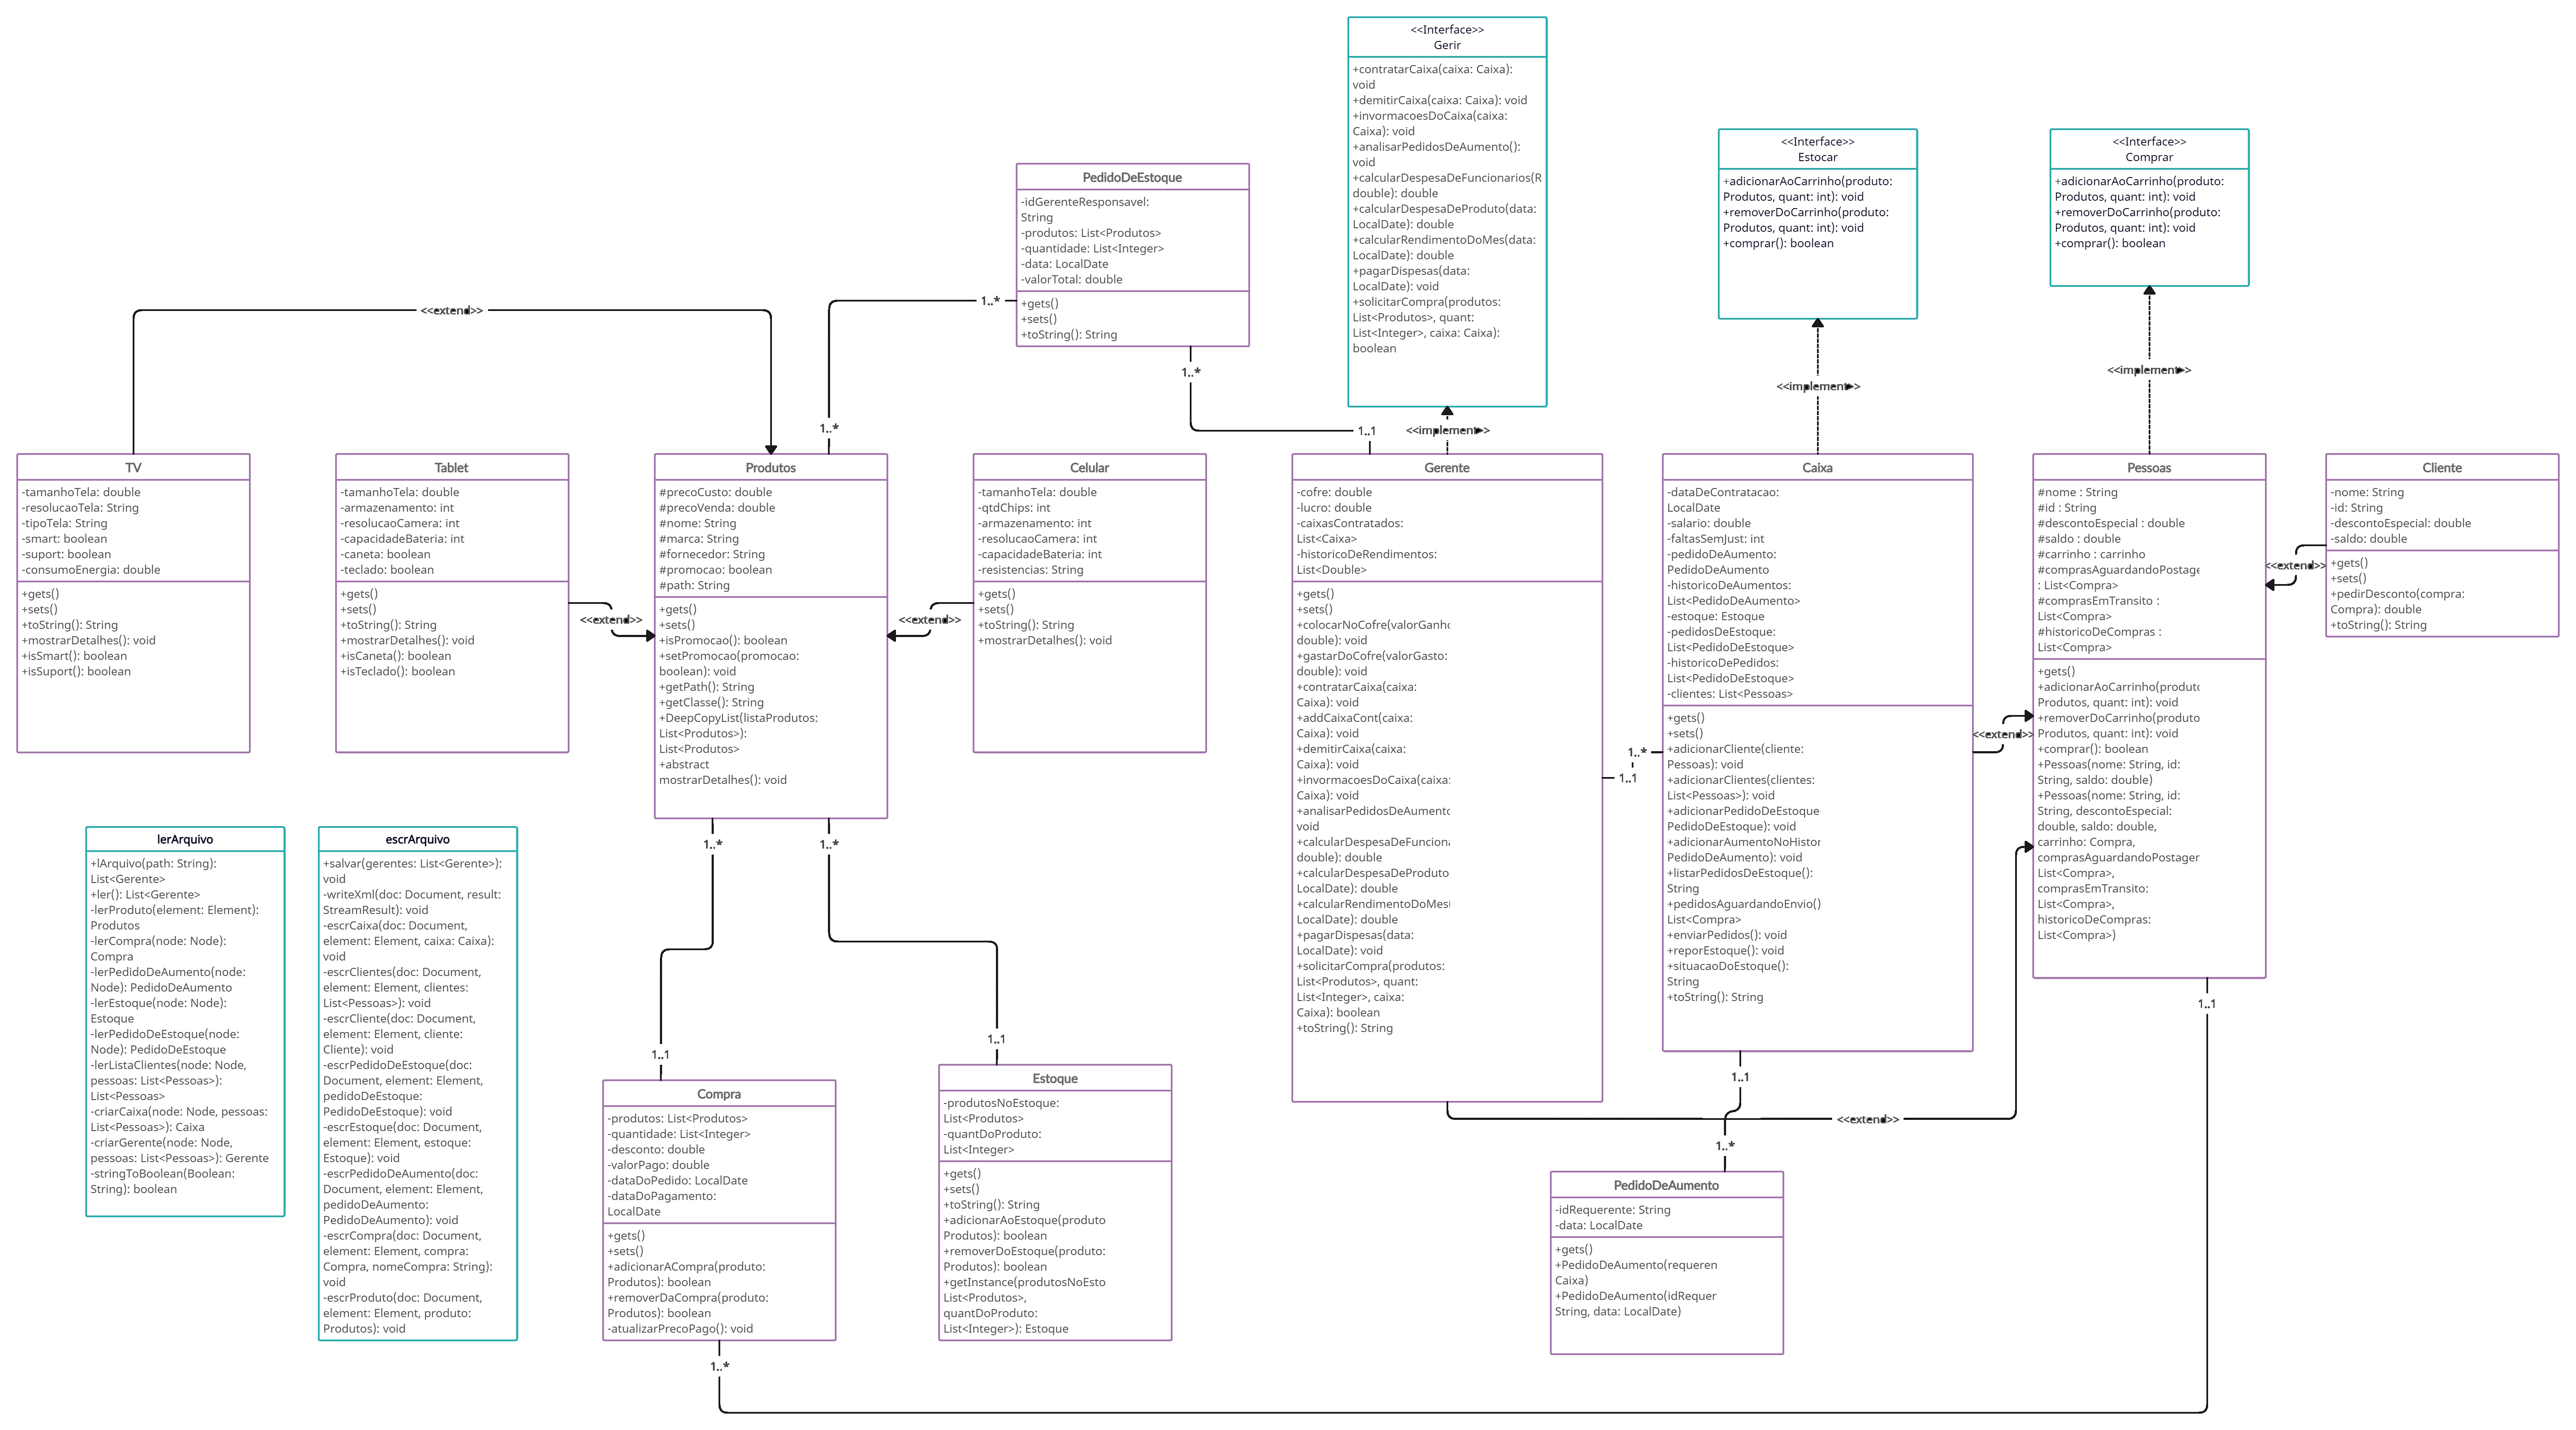 <<Interface>>
Gerir
+contratarCaixa(caixa: Caixa):
void
+demitirCaixa(caixa: Caixa): void
+invormacoesDoCaixa(caixa:
Caixa): void
+analisarPedidosDeAumento():
void
+calcularDespesaDeFuncionarios(R
double): double
+calcularDespesaDeProduto(data:
LocalDate): double
+calcularRendimentoDoMes(data:
LocalDate): double
+pagarDispesas(data:
LocalDate): void
+solicitarCompra(produtos:
List<Produtos>, quant:
List<Integer>, caixa: Caixa):
boolean
<<Interface>>
Estocar
+adicionarAoCarrinho(produto:
Produtos, quant: int): void
+removerDoCarrinho(produto:
Produtos, quant: int): void
+comprar(): boolean
<<Interface>>
Comprar
+adicionarAoCarrinho(produto:
Produtos, quant: int): void
+removerDoCarrinho(produto:
Produtos, quant: int): void
+comprar(): boolean
PedidoDeEstoque
-idGerenteResponsavel:
String
-produtos: List<Produtos>
-quantidade: List<Integer>
-data: LocalDate
-valorTotal: double
+gets()
+sets()
+toString(): String
1..*
1..*
1..*
1..1
<<extend>>
<<implement>>
<<implement>>
<<implement>>
TV
-tamanhoTela: double
-resolucaoTela: String
-tipoTela: String
-smart: boolean
-suport: boolean
-consumoEnergia: double
+gets()
+sets()
+toString(): String
+mostrarDetalhes(): void
+isSmart(): boolean
+isSuport(): boolean
Tablet
-tamanhoTela: double
-armazenamento: int
-resolucaoCamera: int
-capacidadeBateria: int
-caneta: boolean
-teclado: boolean
+gets()
+sets()
+toString(): String
+mostrarDetalhes(): void
+isCaneta(): boolean
+isTeclado(): boolean
<<extend>>
Produtos
#precoCusto: double
#precoVenda: double
#nome: String
#marca: String
#fornecedor: String
#promocao: boolean
#path: String
+gets()
+sets()
+isPromocao(): boolean
+setPromocao(promocao:
boolean): void
+getPath(): String
+getClasse(): String
+DeepCopyList(listaProdutos:
List<Produtos>):
List<Produtos>
+abstract
mostrarDetalhes(): void
<<extend>>
Celular
-tamanhoTela: double
-qtdChips: int
-armazenamento: int
-resolucaoCamera: int
-capacidadeBateria: int
-resistencias: String
+gets()
+sets()
+toString(): String
+mostrarDetalhes(): void
Gerente
-cofre: double
-lucro: double
-caixasContratados:
List<Caixa>
-historicoDeRendimentos:
List<Double>
+gets()
+sets()
+colocarNoCofre(valorGanho
double): void
+gastarDoCofre(valorGasto:
double): void
+contratarCaixa(caixa:
Caixa): void
+addCaixaCont(caixa:
Caixa): void
+demitirCaixa(caixa:
Caixa): void
+invormacoesDoCaixa(caixa:
Caixa): void
+analisarPedidosDeAumento
void
+calcularDespesaDeFuncion
double): double
+calcularDespesaDeProduto
LocalDate): double
+calcularRendimentoDoMes(
LocalDate): double
+pagarDispesas(data:
LocalDate): void
+solicitarCompra(produtos:
List<Produtos>, quant:
List<Integer>, caixa:
Caixa): boolean
+toString(): String
1..*
1..1
Caixa
-dataDeContratacao:
LocalDate
-salario: double
-faltasSemJust: int
-pedidoDeAumento:
PedidoDeAumento
-historicoDeAumentos:
List<PedidoDeAumento>
-estoque: Estoque
-pedidosDeEstoque:
List<PedidoDeEstoque>
-historicoDePedidos:
List<PedidoDeEstoque>
-clientes: List<Pessoas>
+gets()
+sets()
+adicionarCliente(cliente:
Pessoas): void
+adicionarClientes(clientes:
List<Pessoas>): void
+adicionarPedidoDeEstoque
PedidoDeEstoque): void
+adicionarAumentoNoHistor
PedidoDeAumento): void
+listarPedidosDeEstoque():
String
+pedidosAguardandoEnvio()
List<Compra>
+enviarPedidos(): void
+reporEstoque(): void
+situacaoDoEstoque():
String
+toString(): String
<<extend>>
Pessoas
#nome : String
#id : String
#descontoEspecial : double
#saldo : double
#carrinho : carrinho
#comprasAguardandoPostage
: List<Compra>
#comprasEmTransito :
List<Compra>
#historicoDeCompras :
List<Compra>
+gets()
+adicionarAoCarrinho(produto
Produtos, quant: int): void
+removerDoCarrinho(produto
Produtos, quant: int): void
+comprar(): boolean
+Pessoas(nome: String, id:
String, saldo: double)
+Pessoas(nome: String, id:
String, descontoEspecial:
double, saldo: double,
carrinho: Compra,
comprasAguardandoPostager
List<Compra>,
comprasEmTransito:
List<Compra>,
historicoDeCompras:
List<Compra>)
<<extend>>
Cliente
-nome: String
-id: String
-descontoEspecial: double
-saldo: double
+gets()
+sets()
+pedirDesconto(compra:
Compra): double
+toString(): String
lerArquivo
+lArquivo(path: String):
List<Gerente>
+ler(): List<Gerente>
-lerProduto(element: Element):
Produtos
-lerCompra(node: Node):
Compra
-lerPedidoDeAumento(node:
Node): PedidoDeAumento
-lerEstoque(node: Node):
Estoque
-lerPedidoDeEstoque(node:
Node): PedidoDeEstoque
-lerListaClientes(node: Node,
pessoas: List<Pessoas>):
List<Pessoas>
-criarCaixa(node: Node, pessoas:
List<Pessoas>): Caixa
-criarGerente(node: Node,
pessoas: List<Pessoas>): Gerente
-stringToBoolean(Boolean:
String): boolean
escrArquivo
+salvar(gerentes: List<Gerente>):
void
-writeXml(doc: Document, result:
StreamResult): void
-escrCaixa(doc: Document,
element: Element, caixa: Caixa):
void
-escrClientes(doc: Document,
element: Element, clientes:
List<Pessoas>): void
-escrCliente(doc: Document,
element: Element, cliente:
Cliente): void
-escrPedidoDeEstoque(doc:
Document, element: Element,
pedidoDeEstoque:
PedidoDeEstoque): void
-escrEstoque(doc: Document,
element: Element, estoque:
Estoque): void
-escrPedidoDeAumento(doc:
Document, element: Element,
pedidoDeAumento:
PedidoDeAumento): void
-escrCompra(doc: Document,
element: Element, compra:
Compra, nomeCompra: String):
void
-escrProduto(doc: Document,
element: Element, produto:
Produtos): void
1..*
1..*
1..1
1..1
Compra
-produtos: List<Produtos>
-quantidade: List<Integer>
-desconto: double
-valorPago: double
-dataDoPedido: LocalDate
-dataDoPagamento:
LocalDate
+gets()
+sets()
+adicionarACompra(produto:
Produtos): boolean
+removerDaCompra(produto:
Produtos): boolean
-atualizarPrecoPago(): void
1..*
Estoque
-produtosNoEstoque:
List<Produtos>
-quantDoProduto:
List<Integer>
+gets()
+sets()
+toString(): String
+adicionarAoEstoque(produto
Produtos): boolean
+removerDoEstoque(produto:
Produtos): boolean
+getInstance(produtosNoEsto
List<Produtos>,
quantDoProduto:
List<Integer>): Estoque
1..1
1..1
<<extend>>
1..*
PedidoDeAumento
-idRequerente: String
-data: LocalDate
+gets()
+PedidoDeAumento(requeren
Caixa)
+PedidoDeAumento(idRequer
String, data: LocalDate)